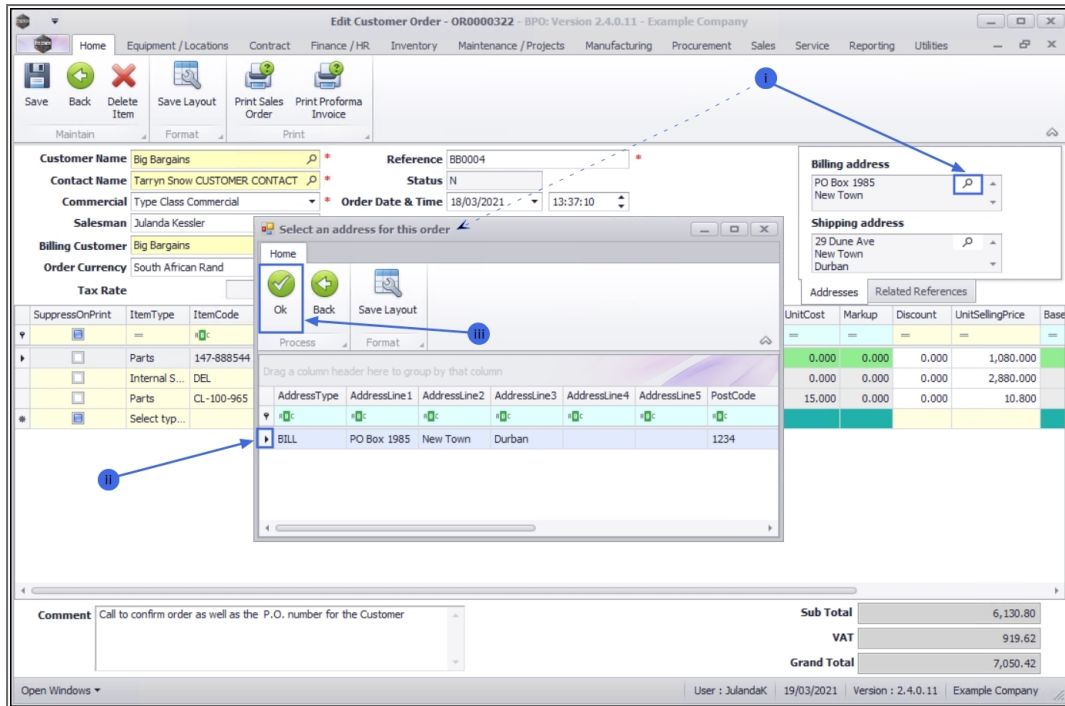 Edit Customer Order - OR0000322 - BPO: Version 2.4.0.11 - Example Company
Home Equipment / Locations Contract Finance / HR Inventory Maintenance / Projects Manufacturing Procurement Sales Service Reporting Utilities
Save Back Delete Item Save Layout Print Sales Order Print Proforma Invoice
Maintain Format Print
i
Customer Name Big Bargains * Reference BB0004 *
Contact Name Tarryn Snow CUSTOMER CONTACT * Status N
Commercial Type Class Commercial * Order Date & Time 18/03/2021 13:37:10
Salesman Julanda Kessler
Billing Customer Big Bargains
Order Currency South African Rand
Tax Rate
Billing address
PO Box 1985
New Town
Shipping address
29 Dune Ave
New Town
Durban
Addresses Related References
SuppressOnPrint ItemType ItemCode UnitCost Markup Discount UnitSellingPrice Base
Parts 147-888544 0.000 0.000 0.000 1,080.000
Internal S... DEL 0.000 0.000 0.000 2,880.000
Parts CL-100-965 15.000 0.000 0.000 10.800
Select typ...
Select an address for this order
Home
Ok Back Save Layout
Process Format
iii
Drag a column header here to group by that column
AddressType AddressLine1 AddressLine2 AddressLine3 AddressLine4 AddressLine5 PostCode
BILL PO Box 1985 New Town Durban 1234
ii
Comment Call to confirm order as well as the P.O. number for the Customer
Sub Total 6,130.80
VAT 919.62
Grand Total 7,050.42
Open Windows User : JulandaK 19/03/2021 Version : 2.4.0.11 Example Company